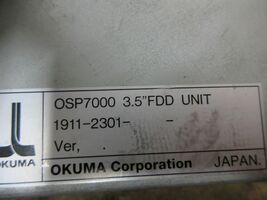 OSP7000 3.5"FDD UNIT
1911-2301- -
Ver,
OKUMA
OKUMA Corporation JAPAN.